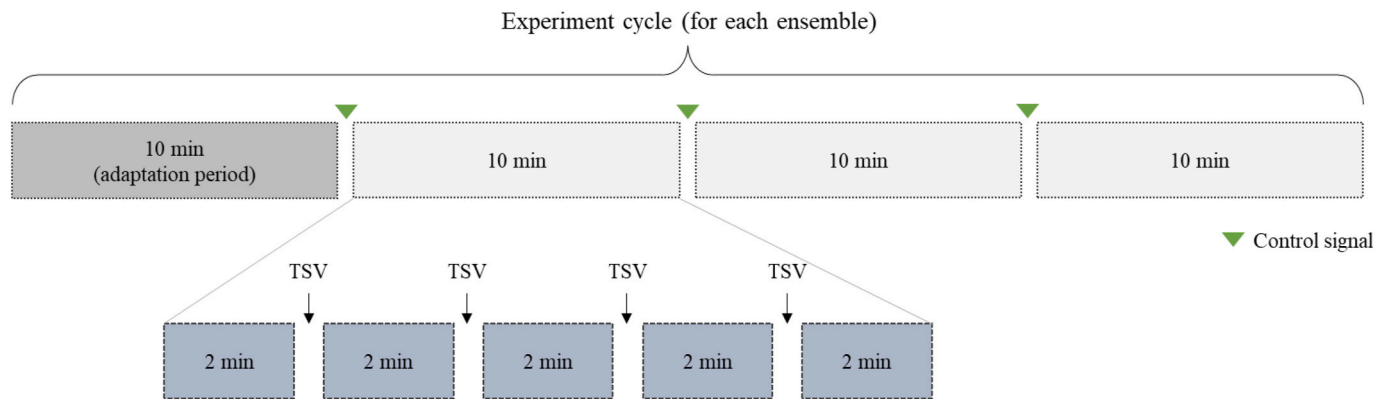 Experiment cycle (for each ensemble)
10 min
(adaptation period)
10 min
10 min
10 min
Control signal
TSV
TSV
TSV
TSV
2 min
2 min
2 min
2 min
2 min